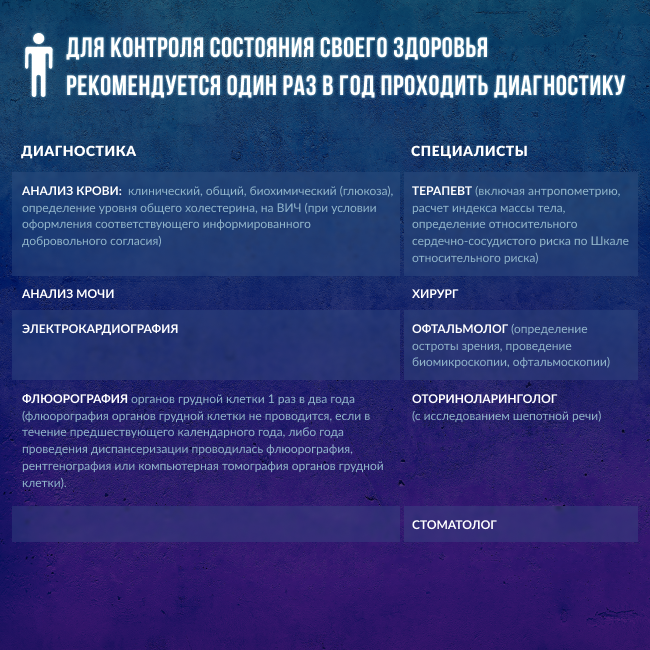 ДЛЯ КОНТРОЛЯ СОСТОЯНИЯ СВОЕГО ЗДОРОВЬЯ
РЕКОМЕНДУЕТСЯ ОДИН РАЗ В ГОД ПРОХОДИТЬ ДИАГНОСТИКУ
ДИАГНОСТИКА
СПЕЦИАЛИСТЫ
АНАЛИЗ КРОВИ: клинический, общий, биохимический (глюкоза),
определение уровня общего холестерина, на ВИЧ (при условии
оформления соответствующего информированного
добровольного согласия)
ТЕРАПЕВТ (включая антропометрию,
расчет индекса массы тела,
определение относительного
сердечно-сосудистого риска по Шкале
относительного риска)
АНАЛИЗ МОЧИ
ХИРУРГ
ЭЛЕКТРОКАРДИОГРАФИЯ
ОФТАЛЬМОЛОГ (определение
остроты зрения, проведение
биомикроскопии, офтальмоскопии)
ФЛЮОРОГРАФИЯ органов грудной клетки 1 раз в два года
(флюорография органов грудной клетки не проводится, если в
течение предшествующего календарного года, либо года
проведения диспансеризации проводилась флюорография,
рентгенография или компьютерная томография органов грудной
клетки).
ОТОРИНОЛАРИНГОЛОГ
(с исследованием шепотной речи)
СТОМАТОЛОГ